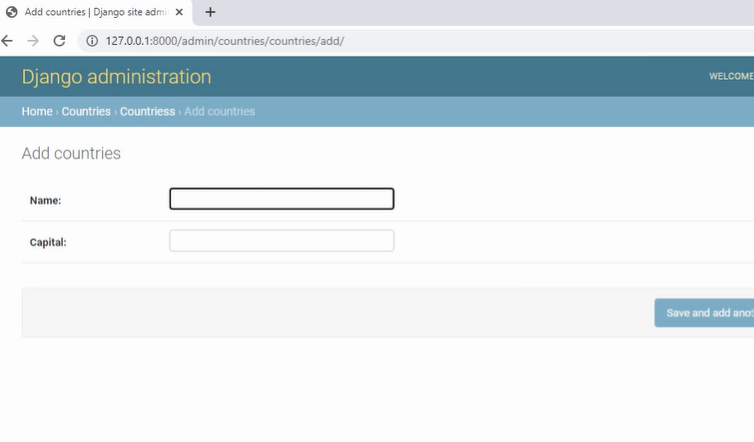 Add countries | Django site admi
127.0.0.1:8000/admin/countries/countries/add/
Django administration
WELCOME
Home › Countries › Countriess › Add countries
Add countries
Name:
Capital:
Save and add anot